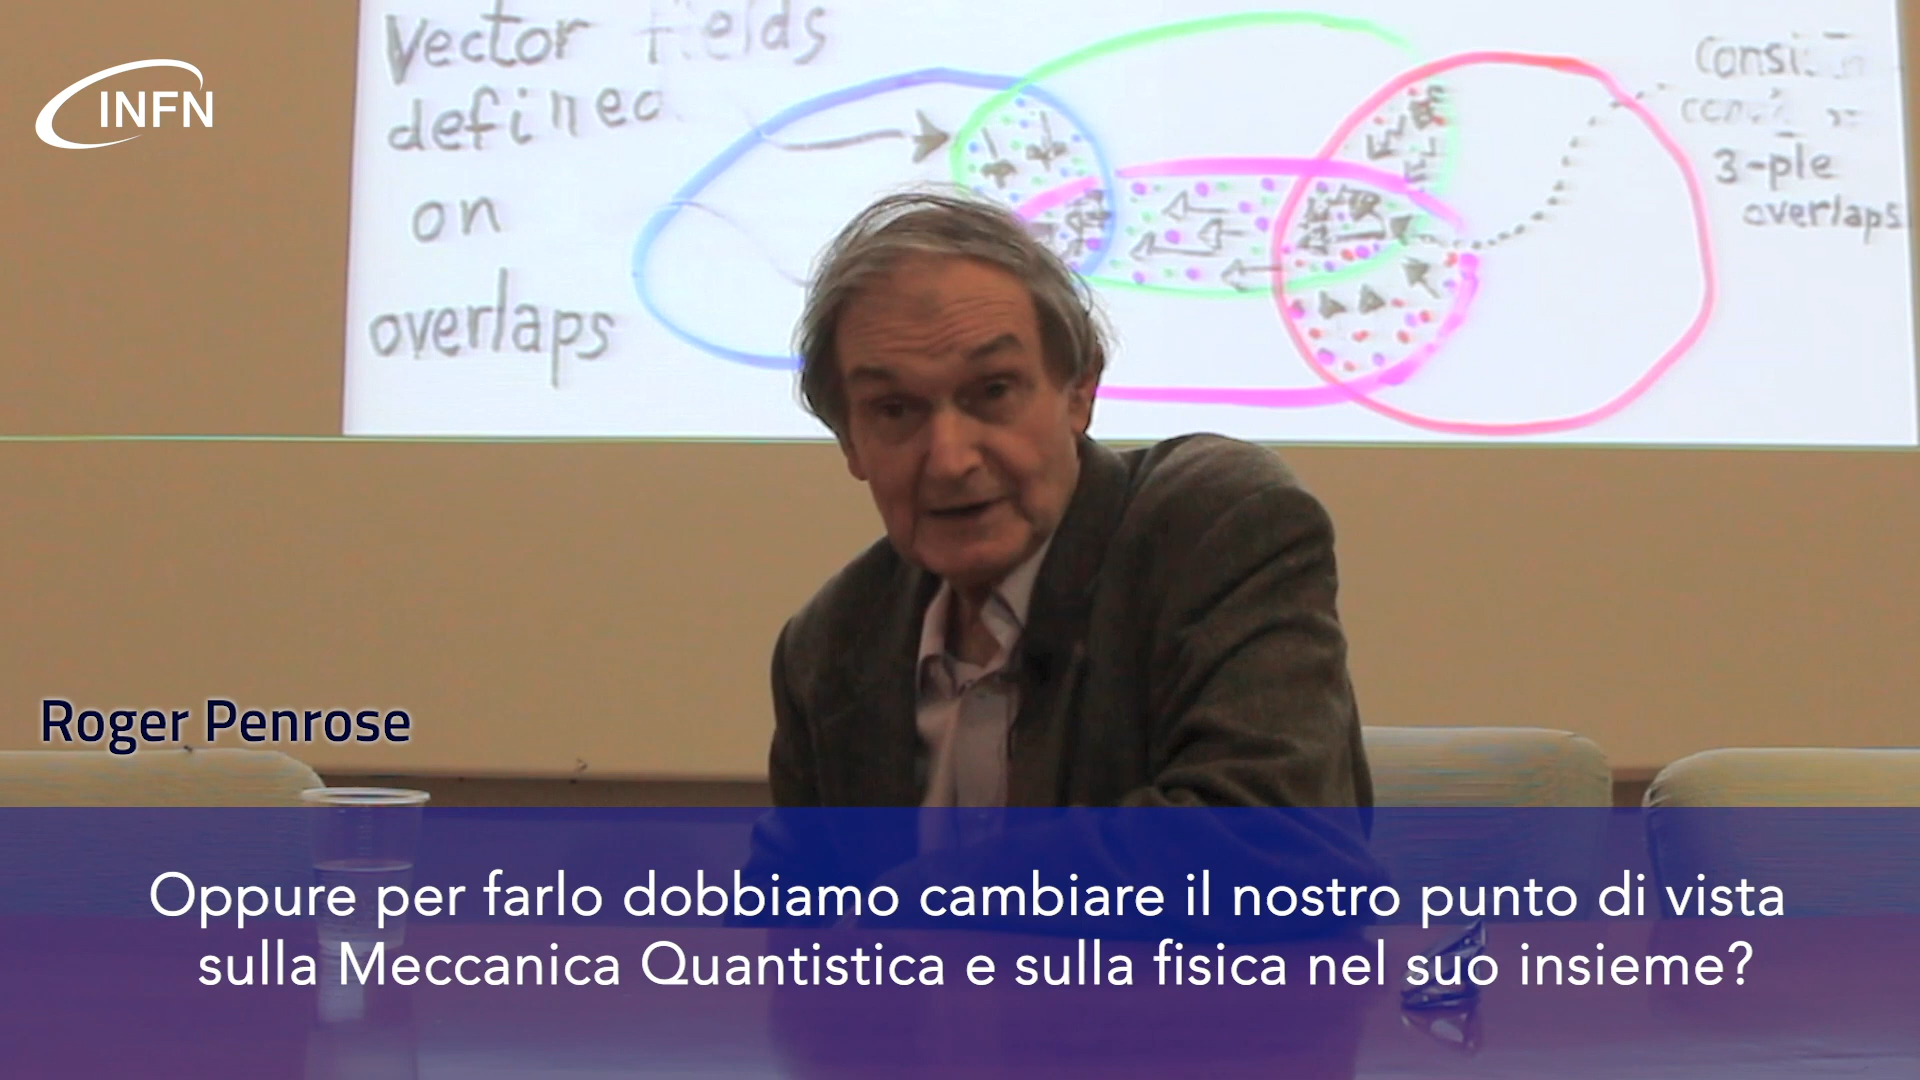 INFN
Vector fields
defined
on
overlaps
3-ple
overlaps
Roger Penrose
Oppure per farlo dobbiamo cambiare il nostro punto di vista
sulla Meccanica Quantistica e sulla fisica nel suo insieme?